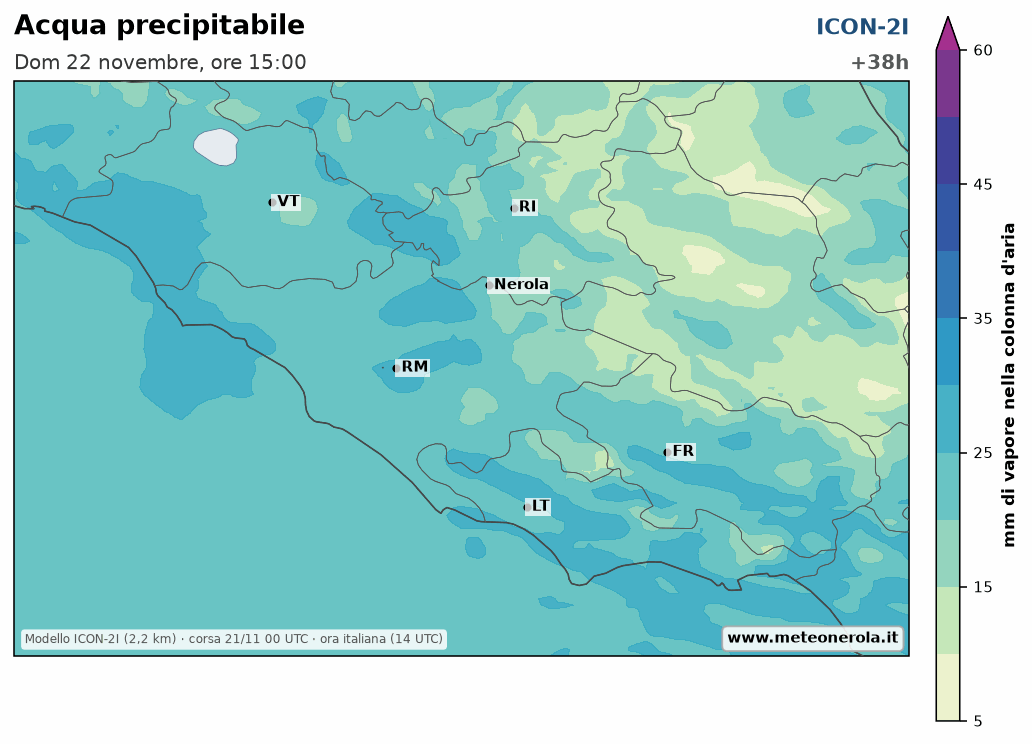 Acqua precipitabile
ICON-2I
Dom 22 novembre, ore 15:00
+38h
60
45
35
25
15
5
mm di vapore nella colonna d'aria
VT
RI
Nerola
RM
FR
LT
Modello ICON-2I (2,2 km) · corsa 21/11 00 UTC · ora italiana (14 UTC)
www.meteonerola.it